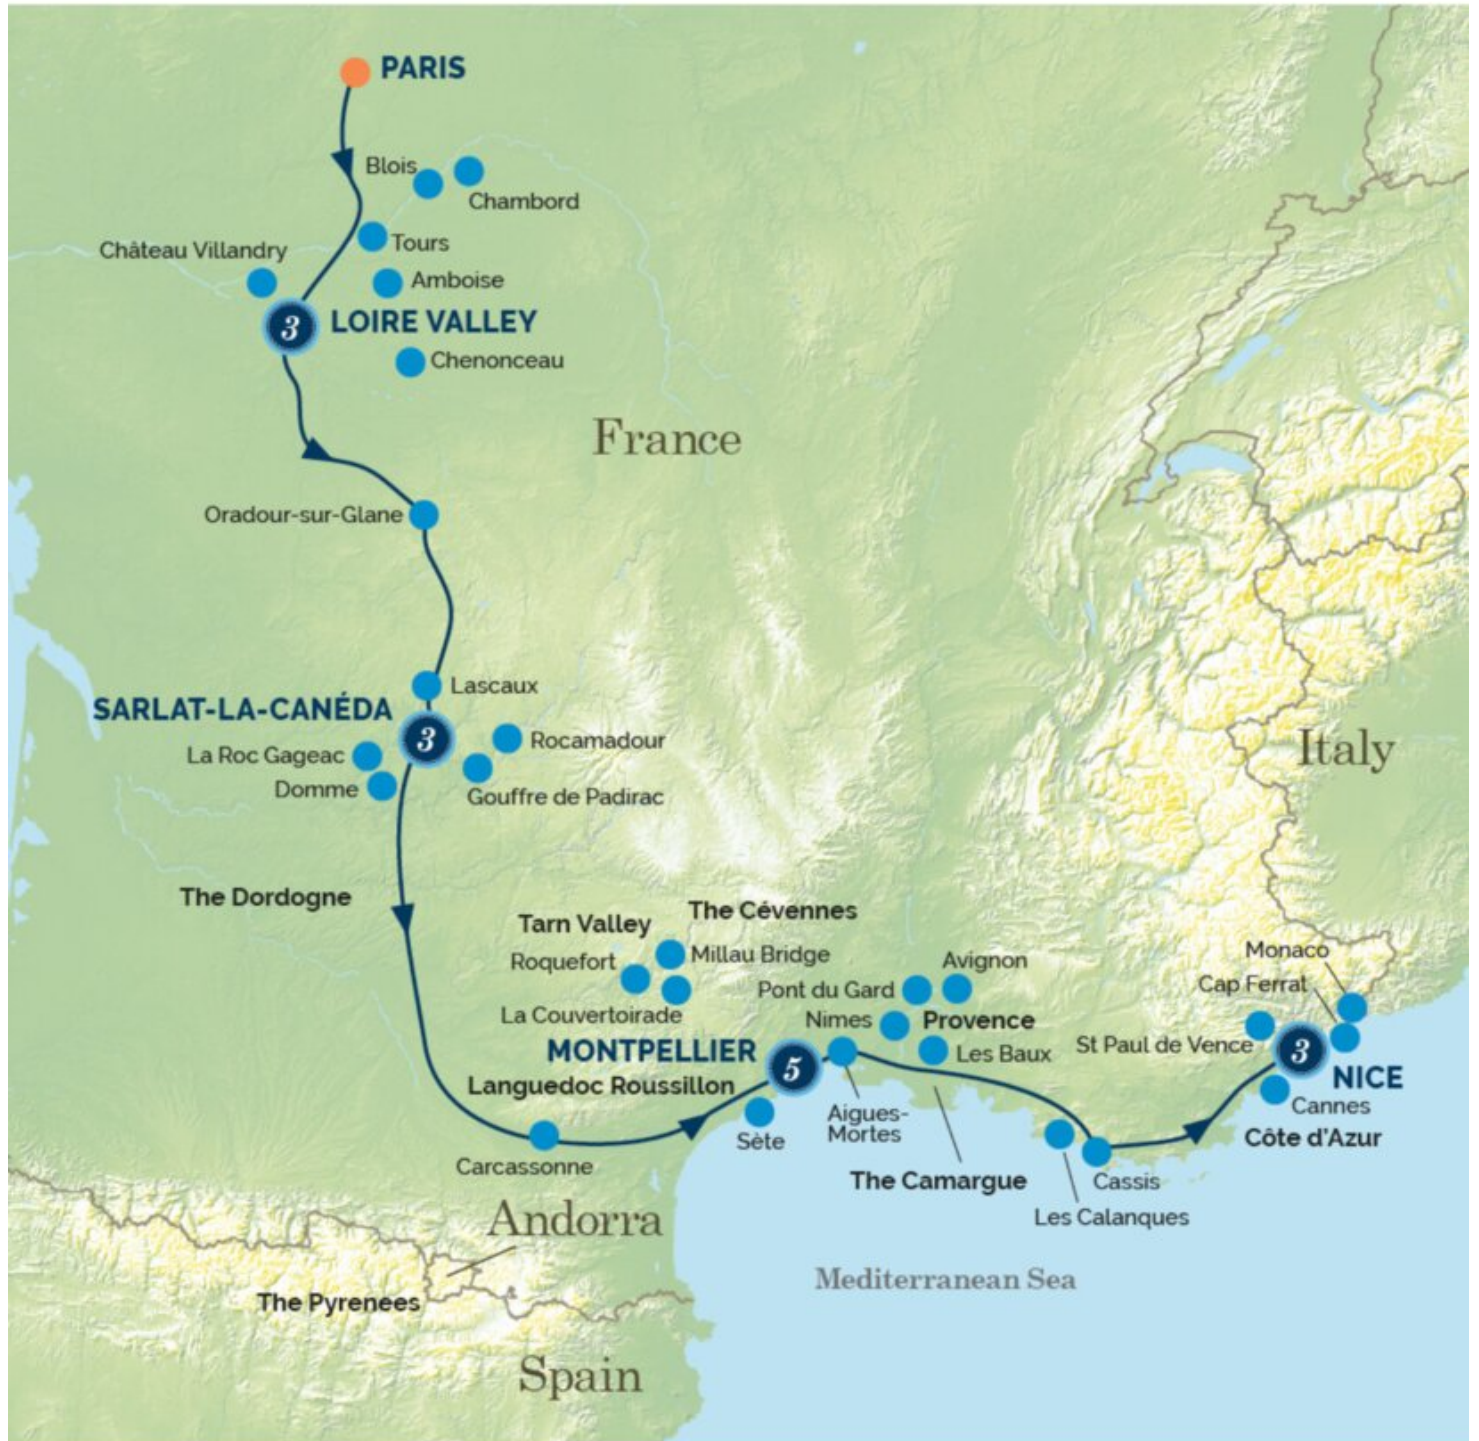 PARIS
Blois
Chambord
Tours
Château Villandry
Amboise
3
LOIRE VALLEY
Chenonceau
France
Oradour-sur-Glane
Lascaux
SARLAT-LA-CANÉDA
3
Rocamadour
La Roc Gageac
Italy
Domme
Gouffre de Padirac
The Dordogne
The Cévennes
Tarn Valley
Millau Bridge
Monaco
Roquefort
Avignon
Cap Ferrat
Pont du Gard
La Couvertoirade
Nimes
Provence
St Paul de Vence
3
MONTPELLIER
5
Les Baux
NICE
Languedoc Roussillon
Cannes
Aigues-
Mortes
Sète
Côte d'Azur
Carcassonne
The Camargue
Cassis
Les Calanques
Andorra
Mediterranean Sea
The Pyrenees
Spain